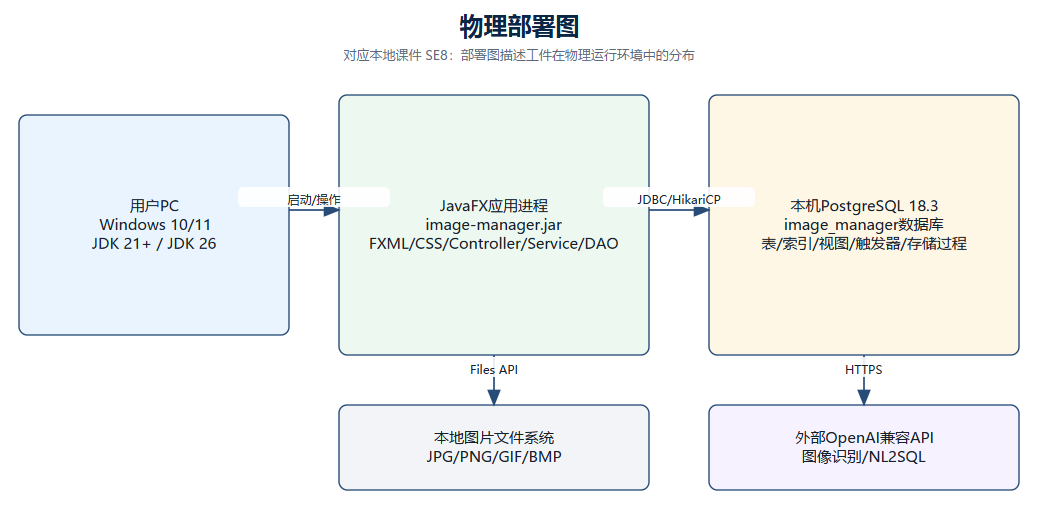 物理部署图
对应本地课件 SE8：部署图描述工件在物理运行环境中的分布
用户PC
Windows 10/11
JDK 21+ / JDK 26
启动/操作
JavaFX应用进程
image-manager.jar
FXML/CSS/Controller/Service/DAO
JDBC/HikariCP
本机PostgreSQL 18.3
image_manager数据库
表/索引/视图/触发器/存储过程
Files API
HTTPS
本地图片文件系统
JPG/PNG/GIF/BMP
外部OpenAI兼容API
图像识别/NL2SQL